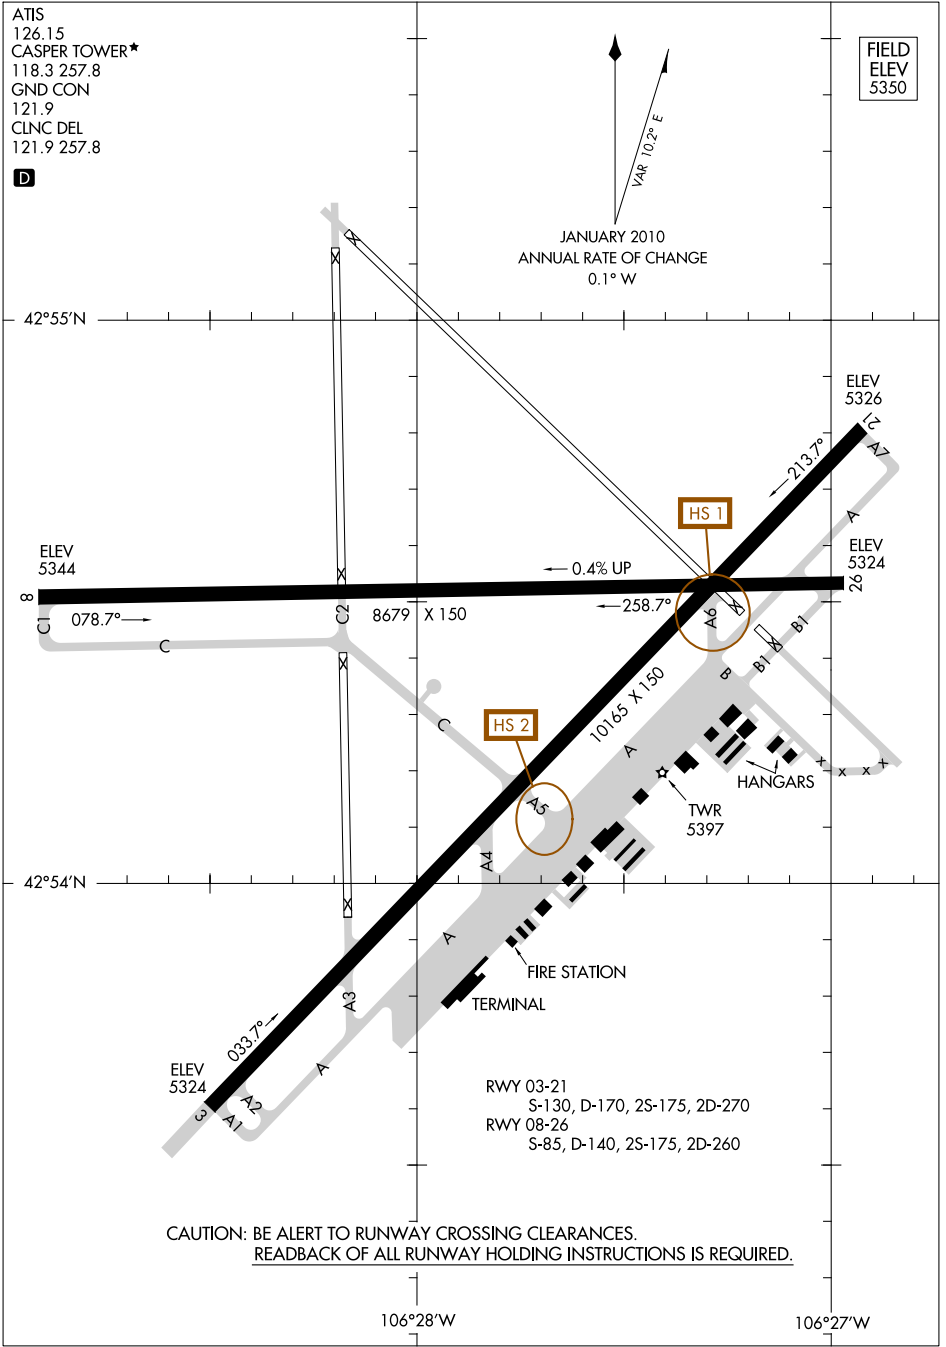 ATIS
126.15
CASPER TOWER★
118.3 257.8
GND CON
121.9
CLNC DEL
121.9 257.8
D
FIELD
ELEV
5350
VAR 10.2° E
JANUARY 2010
ANNUAL RATE OF CHANGE
0.1° W
X
X
42°55'N
ELEV
5326
21
A7
213.7°
A
HS 1
ELEV
5344
8
0.4% UP
X
ELEV
5324
26
078.7°
C1
C2
8679 X 150
258.7°
A6
X
B1
X
B1
B
C
X
C
10165 X 150
HS 2
A
HANGARS
x x x x
TWR
5397
A5
A4
42°54'N
X
A
FIRE STATION
TERMINAL
A3
033.7°
ELEV
5324
A
3
A2
A1
RWY 03-21
S-130, D-170, 2S-175, 2D-270
RWY 08-26
S-85, D-140, 2S-175, 2D-260
CAUTION: BE ALERT TO RUNWAY CROSSING CLEARANCES.
READBACK OF ALL RUNWAY HOLDING INSTRUCTIONS IS REQUIRED.
106°28'W
106°27'W